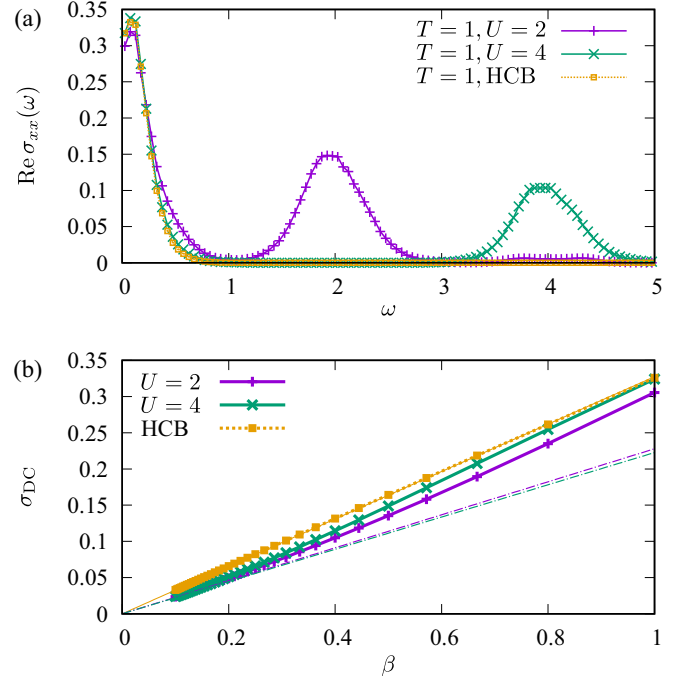 (a)
0.35
0.3
0.25
0.2
0.15
0.1
0.05
0
Re σxx(ω)
T = 1, U = 2
T = 1, U = 4
T = 1, HCB
0 1 2 3 4 5
ω
(b)
0.35
0.3
0.25
0.2
0.15
0.1
0.05
0
σDC
U = 2
U = 4
HCB
0 0.2 0.4 0.6 0.8 1
β